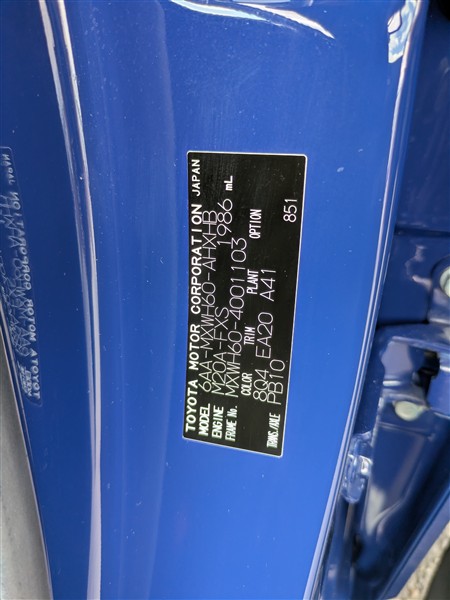 TOYOTA MOTOR CORPORATION JAPAN
MODEL 6AA-MXWH60-AHXHB
ENGINE M20A-FXS 1986 mL
FRAME No. MXWH60-4001103
COLOR TRIM PLANT OPTION
8Q4 EA20 A41 851
TRANS./AXLE PB10